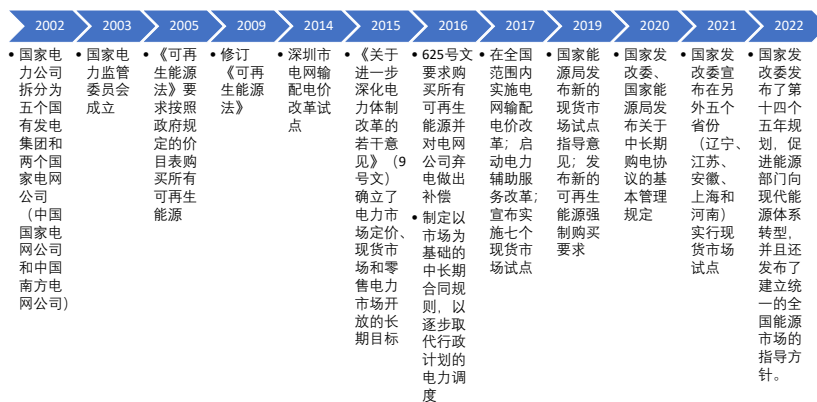 2002
2003
2005
2009
2014
2015
2016
2017
2019
2020
2021
2022
• 国家电
力公司
拆分为
五个国
有发电
集团和
两个国
家电网
公司
（中国
国家电
网公司
和中国
南方电
网公司）
• 国家电
力监管
委员会
成立
• 《可再
生能源
法》要
求按照
政府规
定的价
目表购
买所有
可再生
能源
• 修订
《可再
生能源
法》
• 深圳市
电网输
配电价
改革试
点
• 《关于
进一步
深化电
力体制
改革的
若干意
见》（9
号文）
确立了
电力市
场定价、
现货市
场和零
售电力
市场开
放的长
期目标
• 625号文
要求购
买所有
可再生
能源并
对电网
公司弃
电做出
补偿
• 制定以
市场为
基础的
中长期
合同规
则，以
逐步取
代行政
计划的
电力调
度
• 在全国
范围内
实施电
网输配
电价改
革；启
动电力
辅助服
务改革；
宣布实
施七个
现货市
场试点
• 国家能
源局发
布新的
现货市
场试点
指导意
见；发
布新的
可再生
能源强
制购买
要求
• 国家发
改委、
国家能
源局发
布关于
中长期
购电协
议的基
本管理
规定
• 国家发
改委宣
布在另
外五个
省份
（辽宁、
江苏、
安徽、
上海和
河南）
实行现
货市场
试点
• 国家发
改委发
布了第
十四个
五年规
划，促
进能源
部门向
现代能
源体系
转型，
并且还
发布了
建立统
一的全
国能源
市场的
指导方
针。